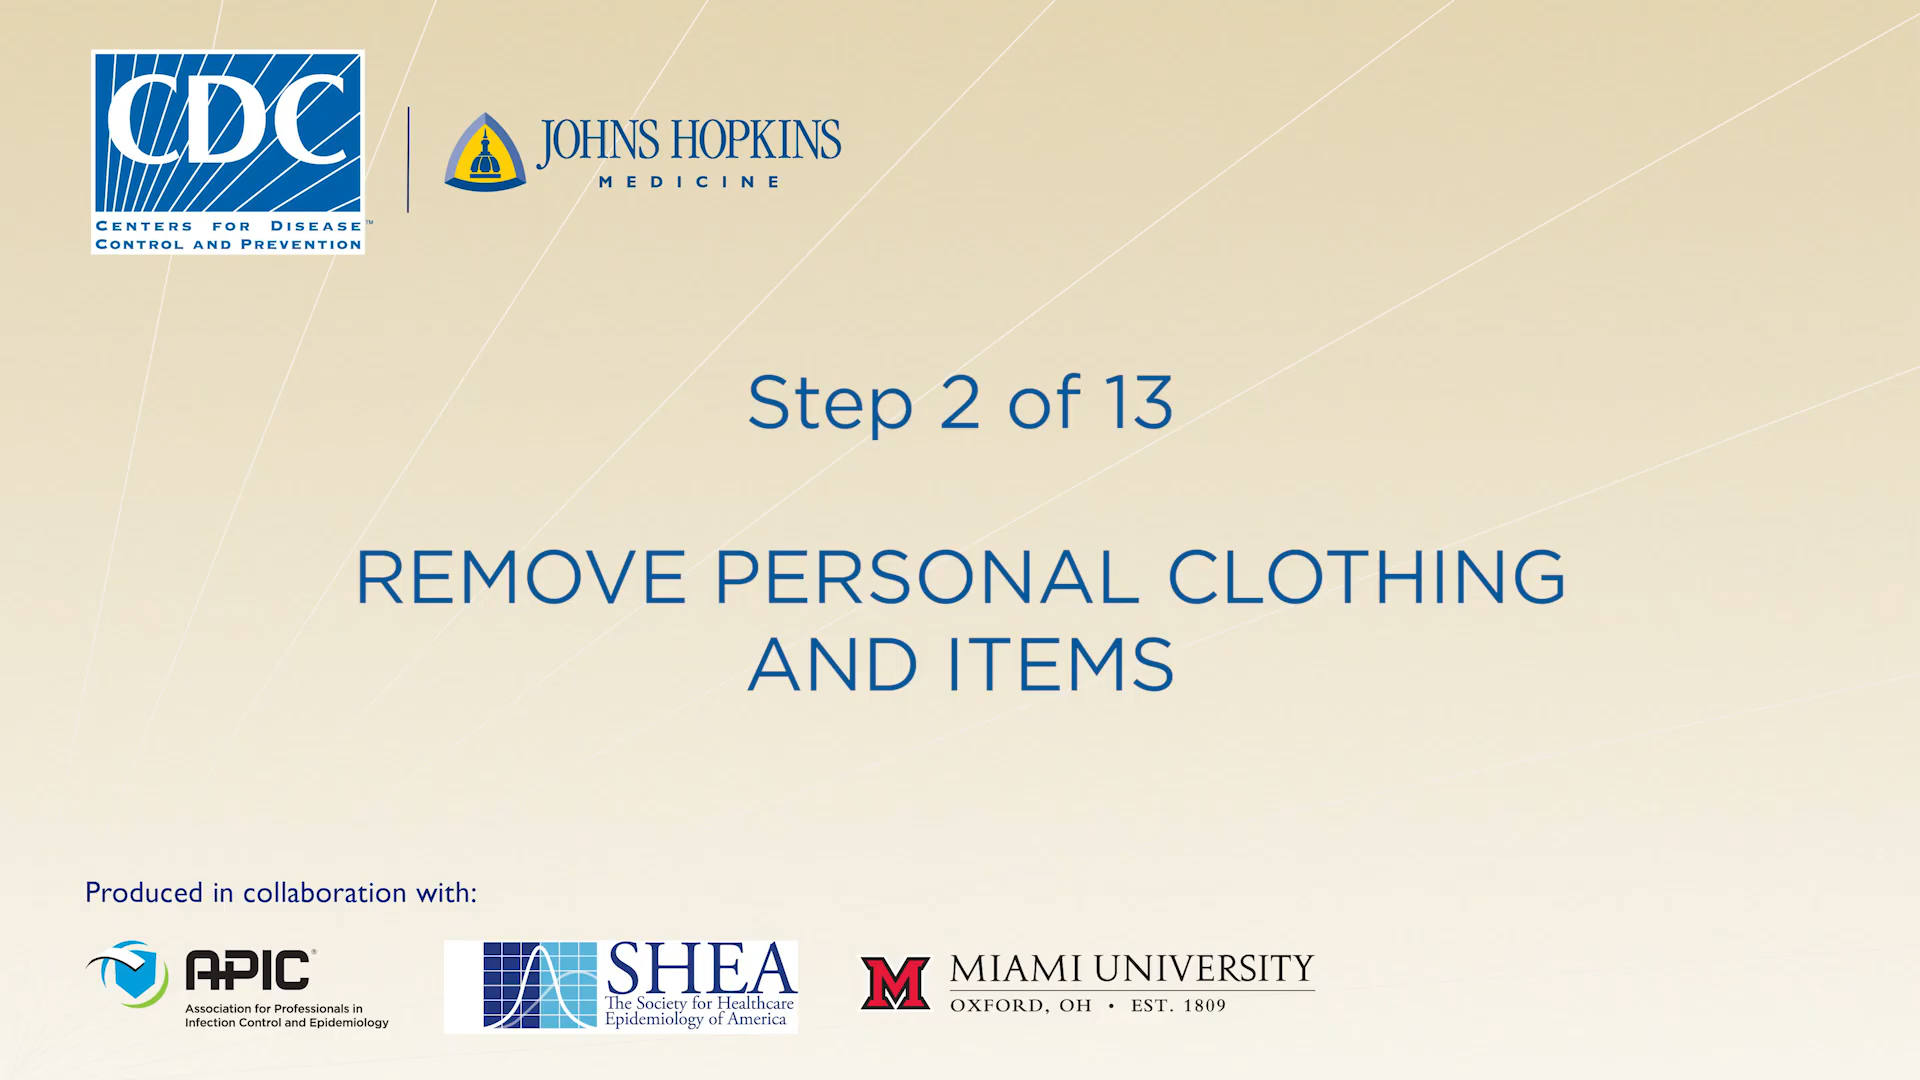 CDC
CENTERS FOR DISEASE™
CONTROL AND PREVENTION
JOHNS HOPKINS
MEDICINE
Step 2 of 13
REMOVE PERSONAL CLOTHING
AND ITEMS
Produced in collaboration with:
APIC®
Association for Professionals in
Infection Control and Epidemiology
SHEA
The Society for Healthcare
Epidemiology of America
M
MIAMI UNIVERSITY
OXFORD, OH • EST. 1809